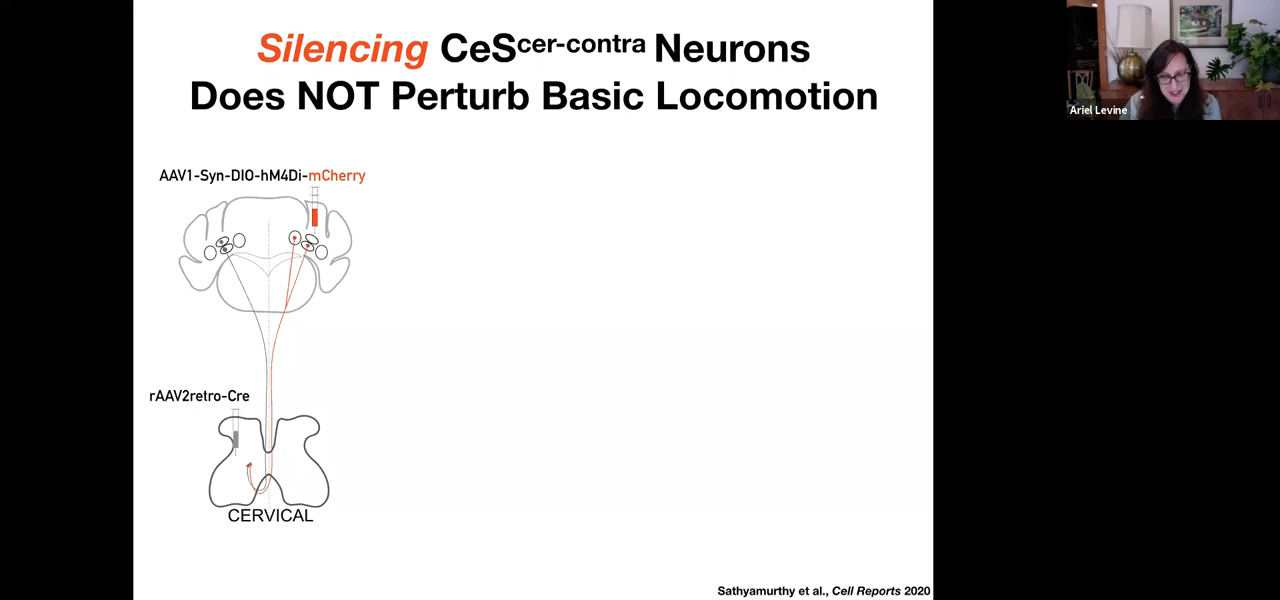 Silencing CeScer-contra Neurons
Does NOT Perturb Basic Locomotion
Ariel Levine
AAV1-Syn-DIO-hM4Di-mCherry
rAAV2retro-Cre
CERVICAL
Sathyamurthy et al., Cell Reports 2020